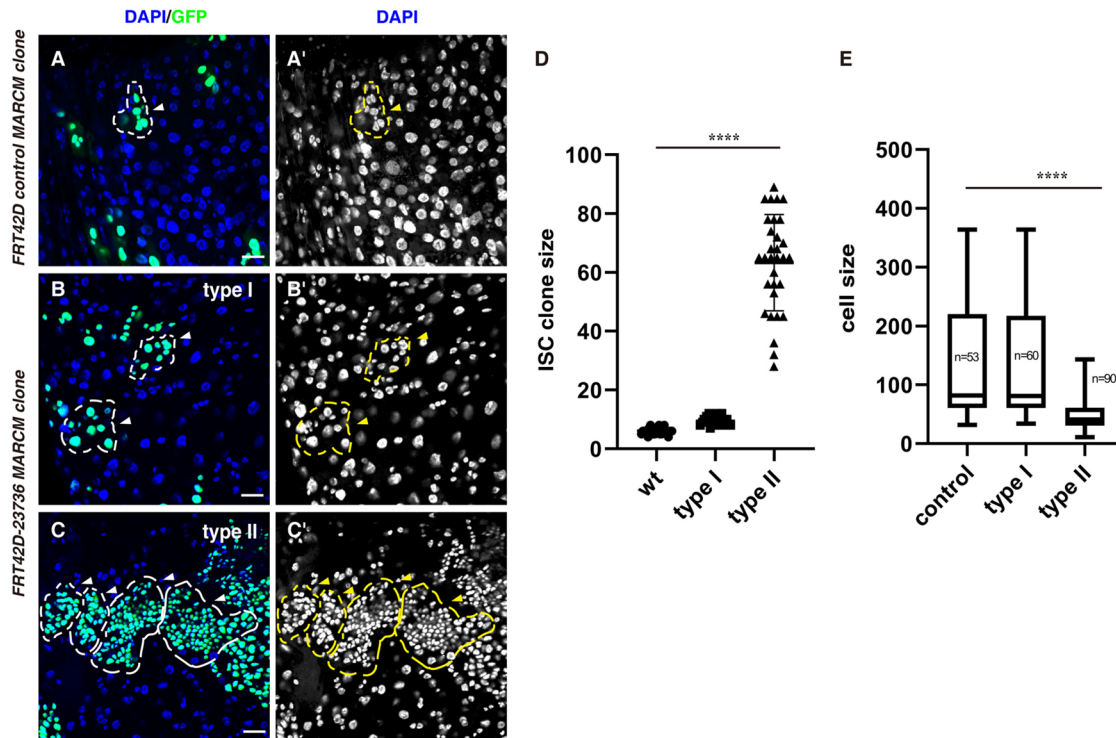 DAPI/GFP
DAPI
FRT42D control MARCM clone
FRT42D-23736 MARCM clone
A
A'
B
type I
B'
C
type II
C'
D
ISC clone size
100
80
60
40
20
0
****
wt
type I
type II
E
cell size
500
400
300
200
100
0
****
n=53
n=60
n=90
control
type I
type II